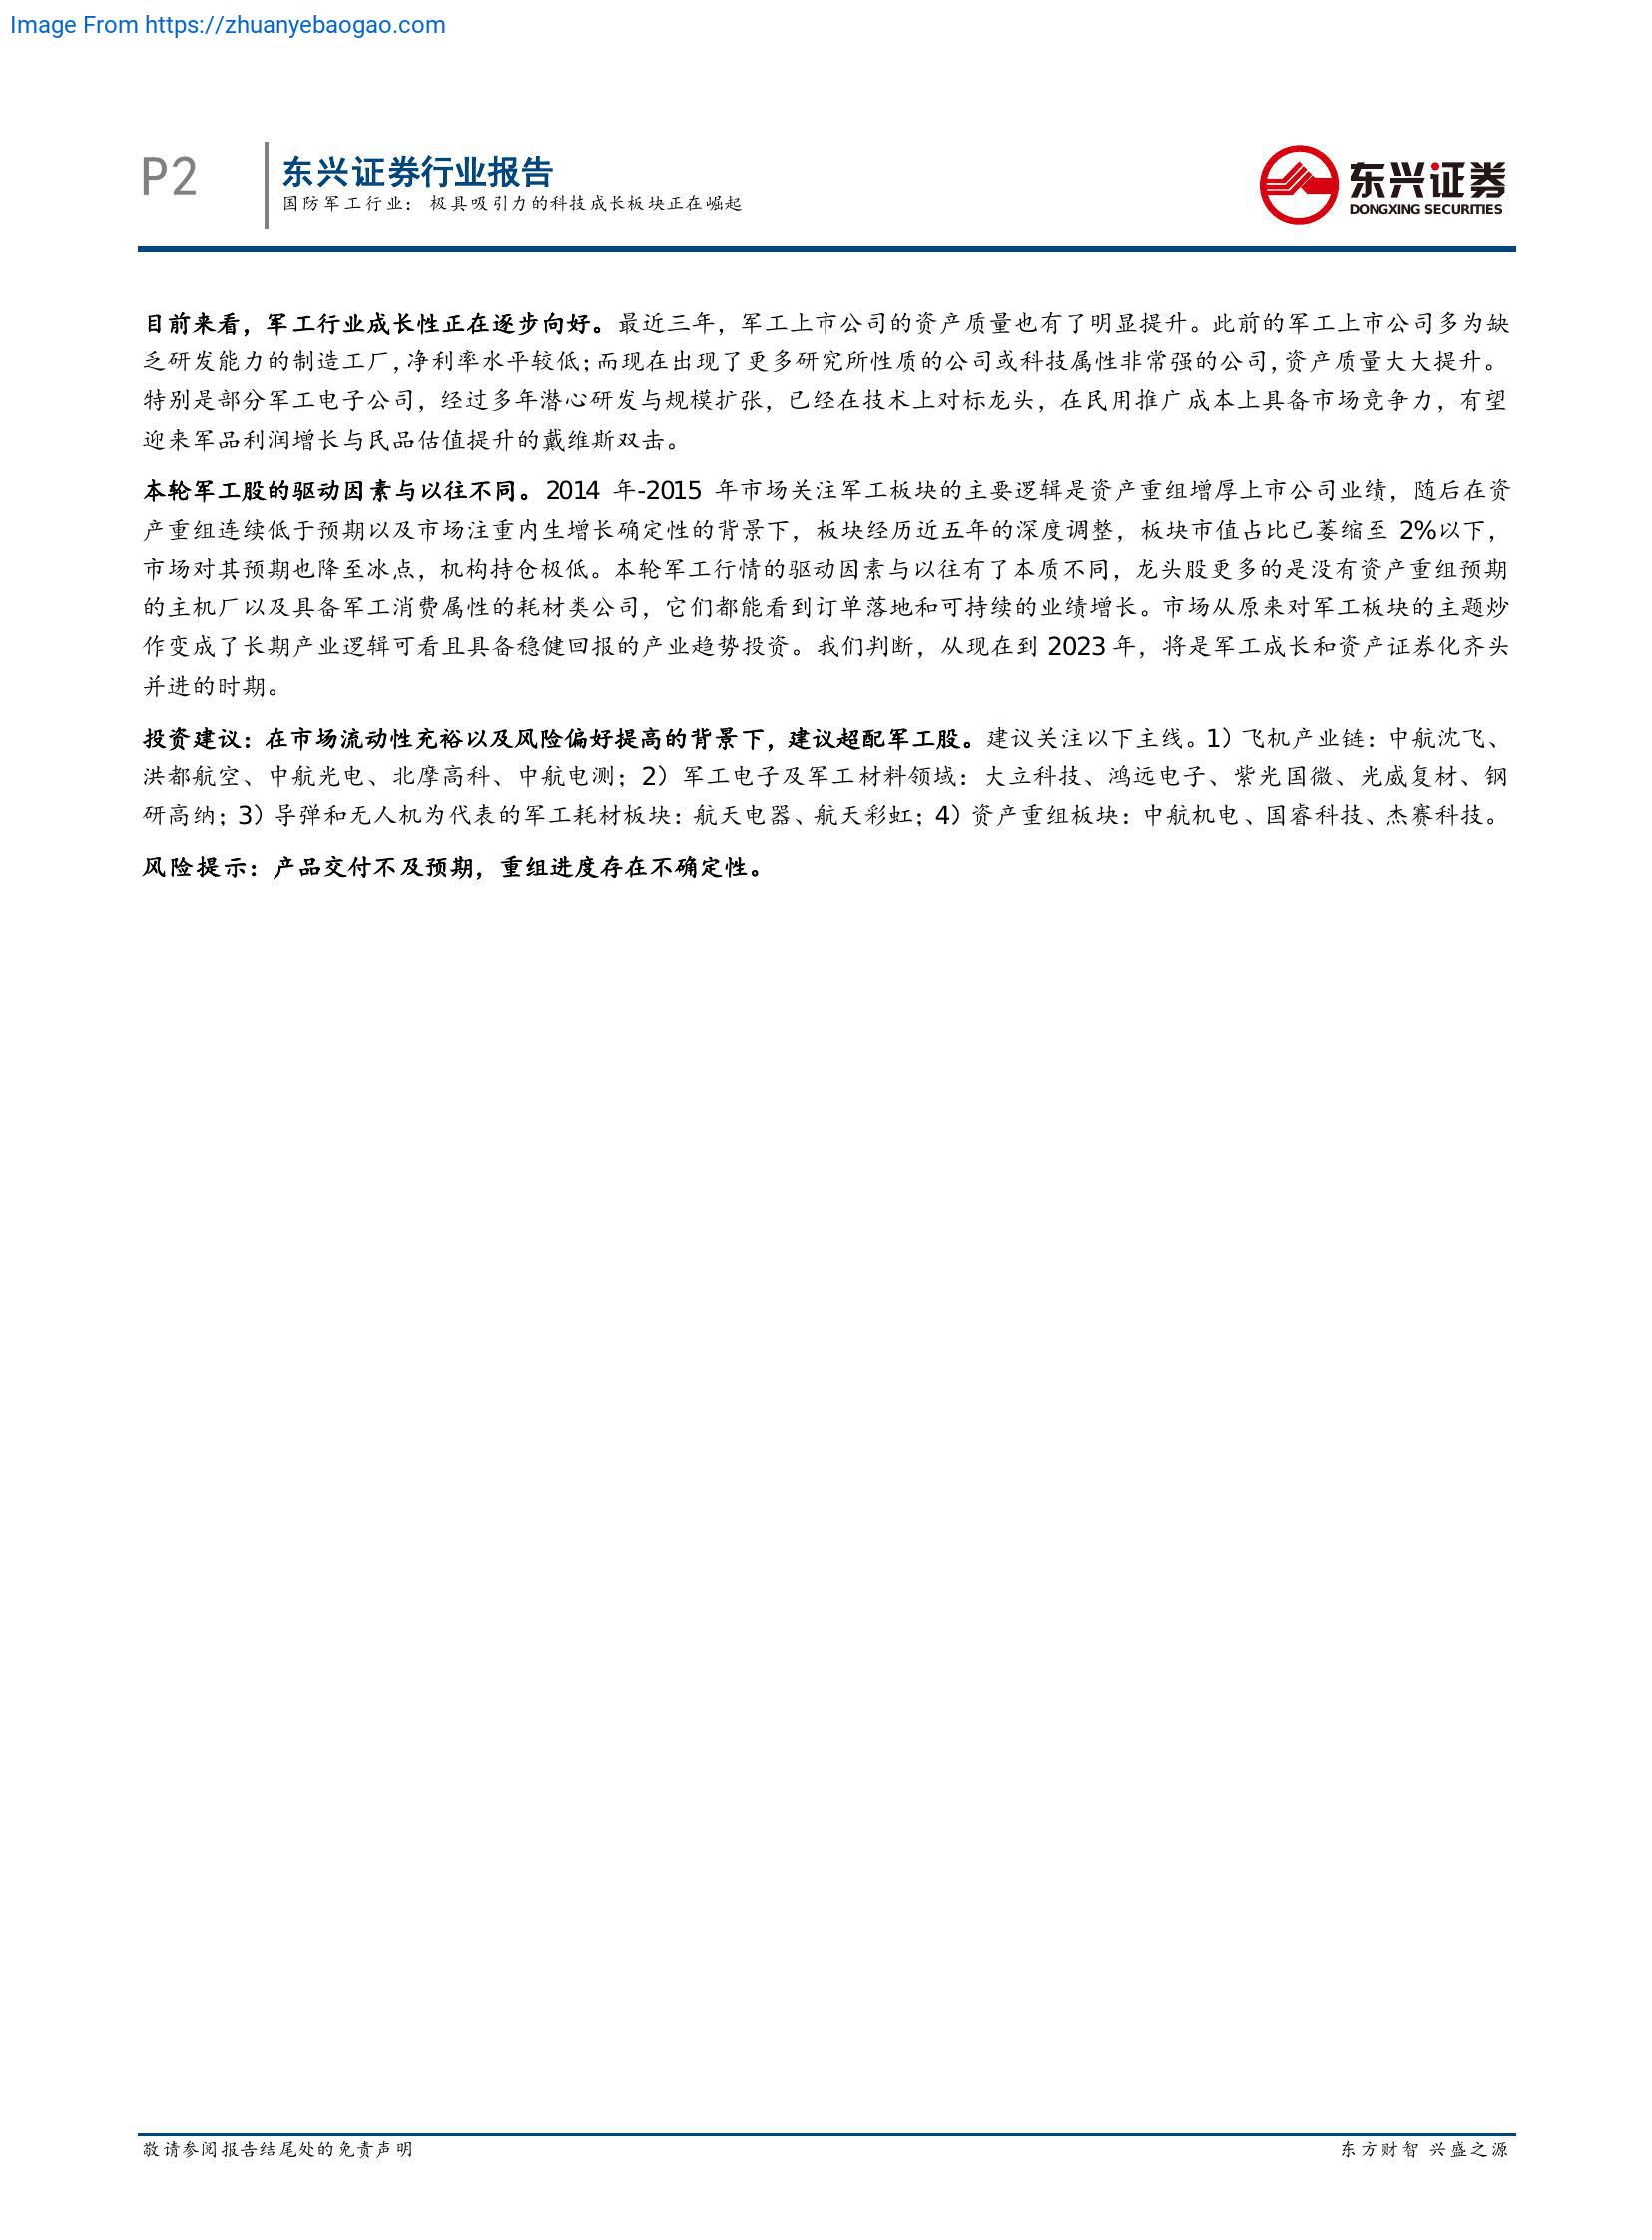 Image From https://zhuanyebaogao.com
P2
东兴证券行业报告
国防军工行业： 极具吸引力的科技成长板块正在崛起
东兴证券
DONGXING SECURITIES
目前来看，军工行业成长性正在逐步向好。最近三年，军工上市公司的资产质量也有了明显提升。此前的军工上市公司多为缺
乏研发能力的制造工厂，净利率水平较低；而现在出现了更多研究所性质的公司或科技属性非常强的公司，资产质量大大提升。
特别是部分军工电子公司，经过多年潜心研发与规模扩张，已经在技术上对标龙头，在民用推广成本上具备市场竞争力，有望
迎来军品利润增长与民品估值提升的戴维斯双击。
本轮军工股的驱动因素与以往不同。2014 年-2015 年市场关注军工板块的主要逻辑是资产重组增厚上市公司业绩，随后在资
产重组连续低于预期以及市场注重内生增长确定性的背景下，板块经历近五年的深度调整，板块市值占比已萎缩至 2%以下，
市场对其预期也降至冰点，机构持仓极低。本轮军工行情的驱动因素与以往有了本质不同，龙头股更多的是没有资产重组预期
的主机厂以及具备军工消费属性的耗材类公司，它们都能看到订单落地和可持续的业绩增长。市场从原来对军工板块的主题炒
作变成了长期产业逻辑可看且具备稳健回报的产业趋势投资。我们判断，从现在到 2023 年，将是军工成长和资产证券化齐头
并进的时期。
投资建议：在市场流动性充裕以及风险偏好提高的背景下，建议超配军工股。建议关注以下主线。1）飞机产业链：中航沈飞、
洪都航空、中航光电、北摩高科、中航电测；2）军工电子及军工材料领域：大立科技、鸿远电子、紫光国微、光威复材、钢
研高纳；3）导弹和无人机为代表的军工耗材板块：航天电器、航天彩虹；4）资产重组板块：中航机电、国睿科技、杰赛科技。
风险提示：产品交付不及预期，重组进度存在不确定性。
敬请参阅报告结尾处的免责声明
东方财智 兴盛之源